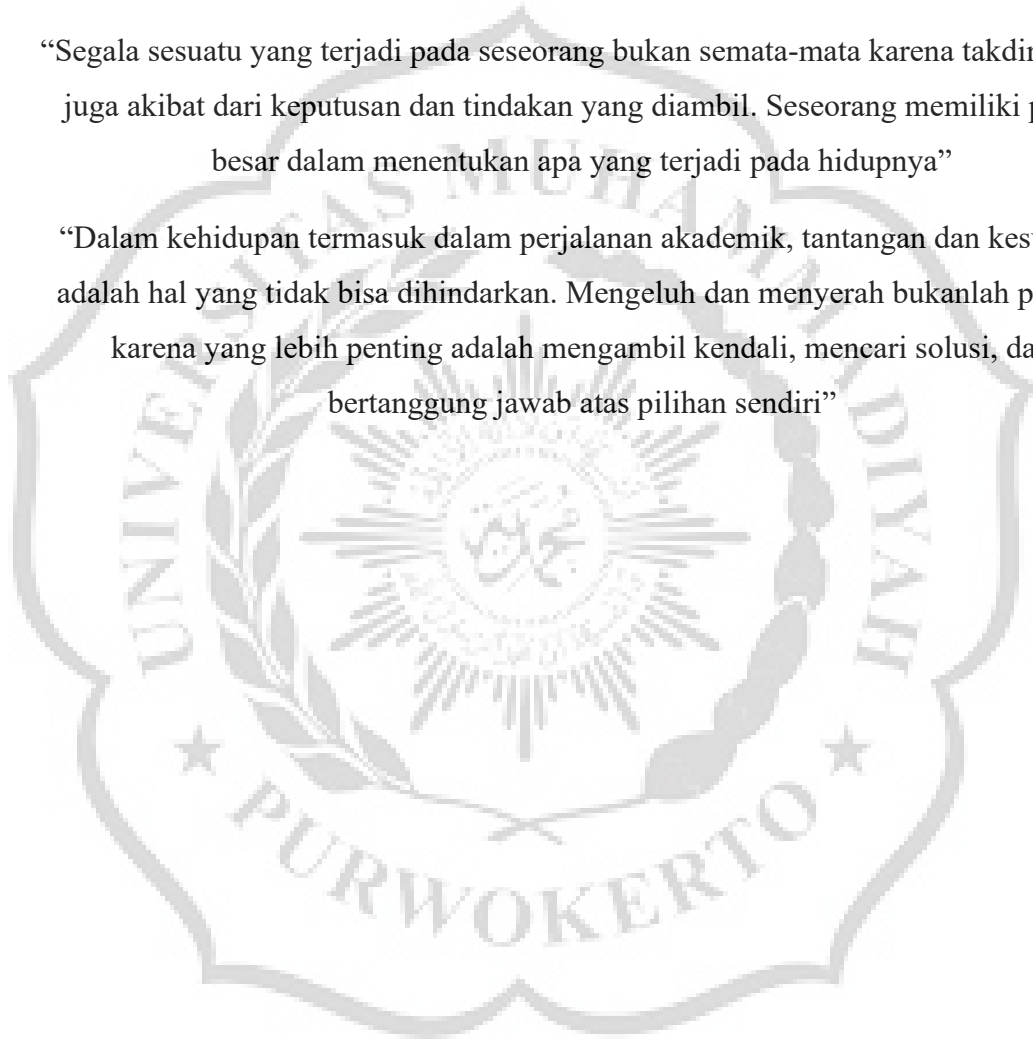 “Segala sesuatu yang terjadi pada seseorang bukan semata-mata karena takdir
juga akibat dari keputusan dan tindakan yang diambil. Seseorang memiliki
besar dalam menentukan apa yang terjadi pada hidupnya”
“Dalam kehidupan termasuk dalam perjalanan akademik, tantangan dan
adalah hal yang tidak bisa dihindarkan. Mengeluh dan menyerah bukanlah
karena yang lebih penting adalah mengambil kendali, mencari solusi,
bertanggung jawab atas pilihan sendiri”
UNIVERSITAS MUHAMMADIYAH
PURWOKERTO